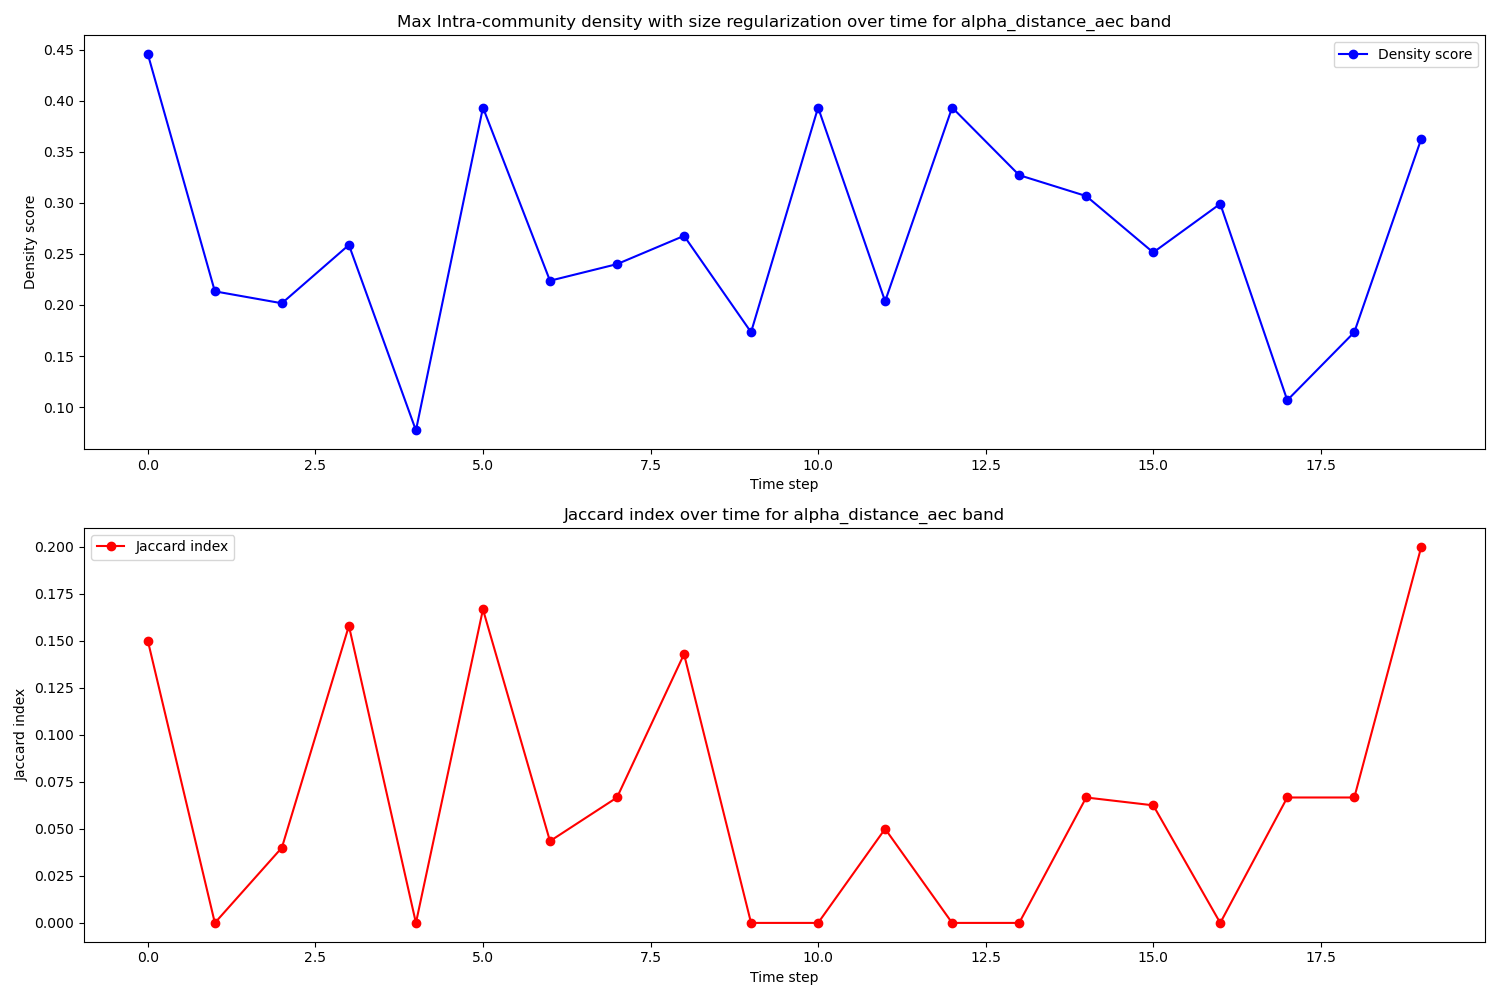 Max Intra-community density with size regularization over time for alpha_distance_aec band
Density score
Density score
0.45
0.40
0.35
0.30
0.25
0.20
0.15
0.10
0.0 2.5 5.0 7.5 10.0 12.5 15.0 17.5
Time step
Jaccard index over time for alpha_distance_aec band
Jaccard index
Jaccard index
0.200
0.175
0.150
0.125
0.100
0.075
0.050
0.025
0.000
0.0 2.5 5.0 7.5 10.0 12.5 15.0 17.5
Time step